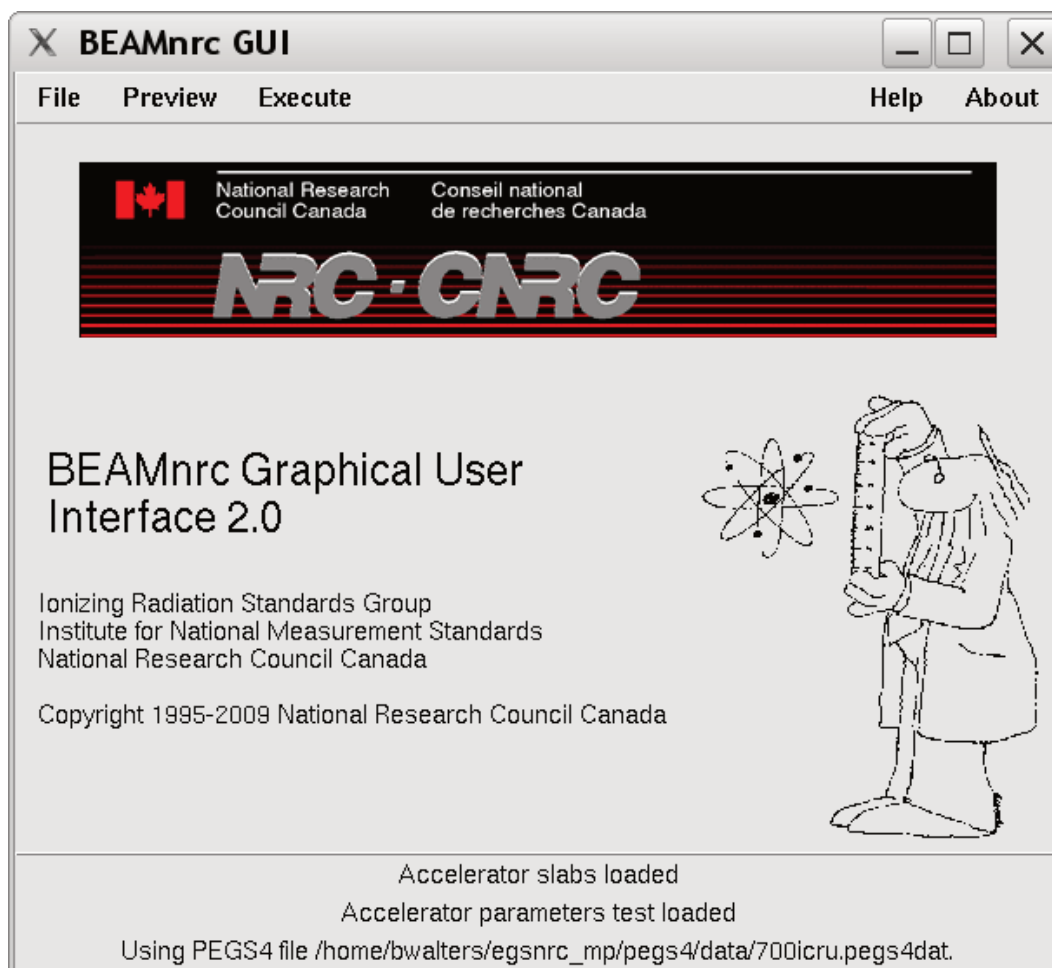 BEAMnrc GUI
File Preview Execute Help About
National Research Conseil national
Council Canada de recherches Canada
NRC·CNRC
BEAMnrc Graphical User
Interface 2.0
Ionizing Radiation Standards Group
Institute for National Measurement Standards
National Research Council Canada
Copyright 1995-2009 National Research Council Canada
Accelerator slabs loaded
Accelerator parameters test loaded
Using PEGS4 file /home/bwalters/egsnrc_mp/pegs4/data/700icru.pegs4dat.